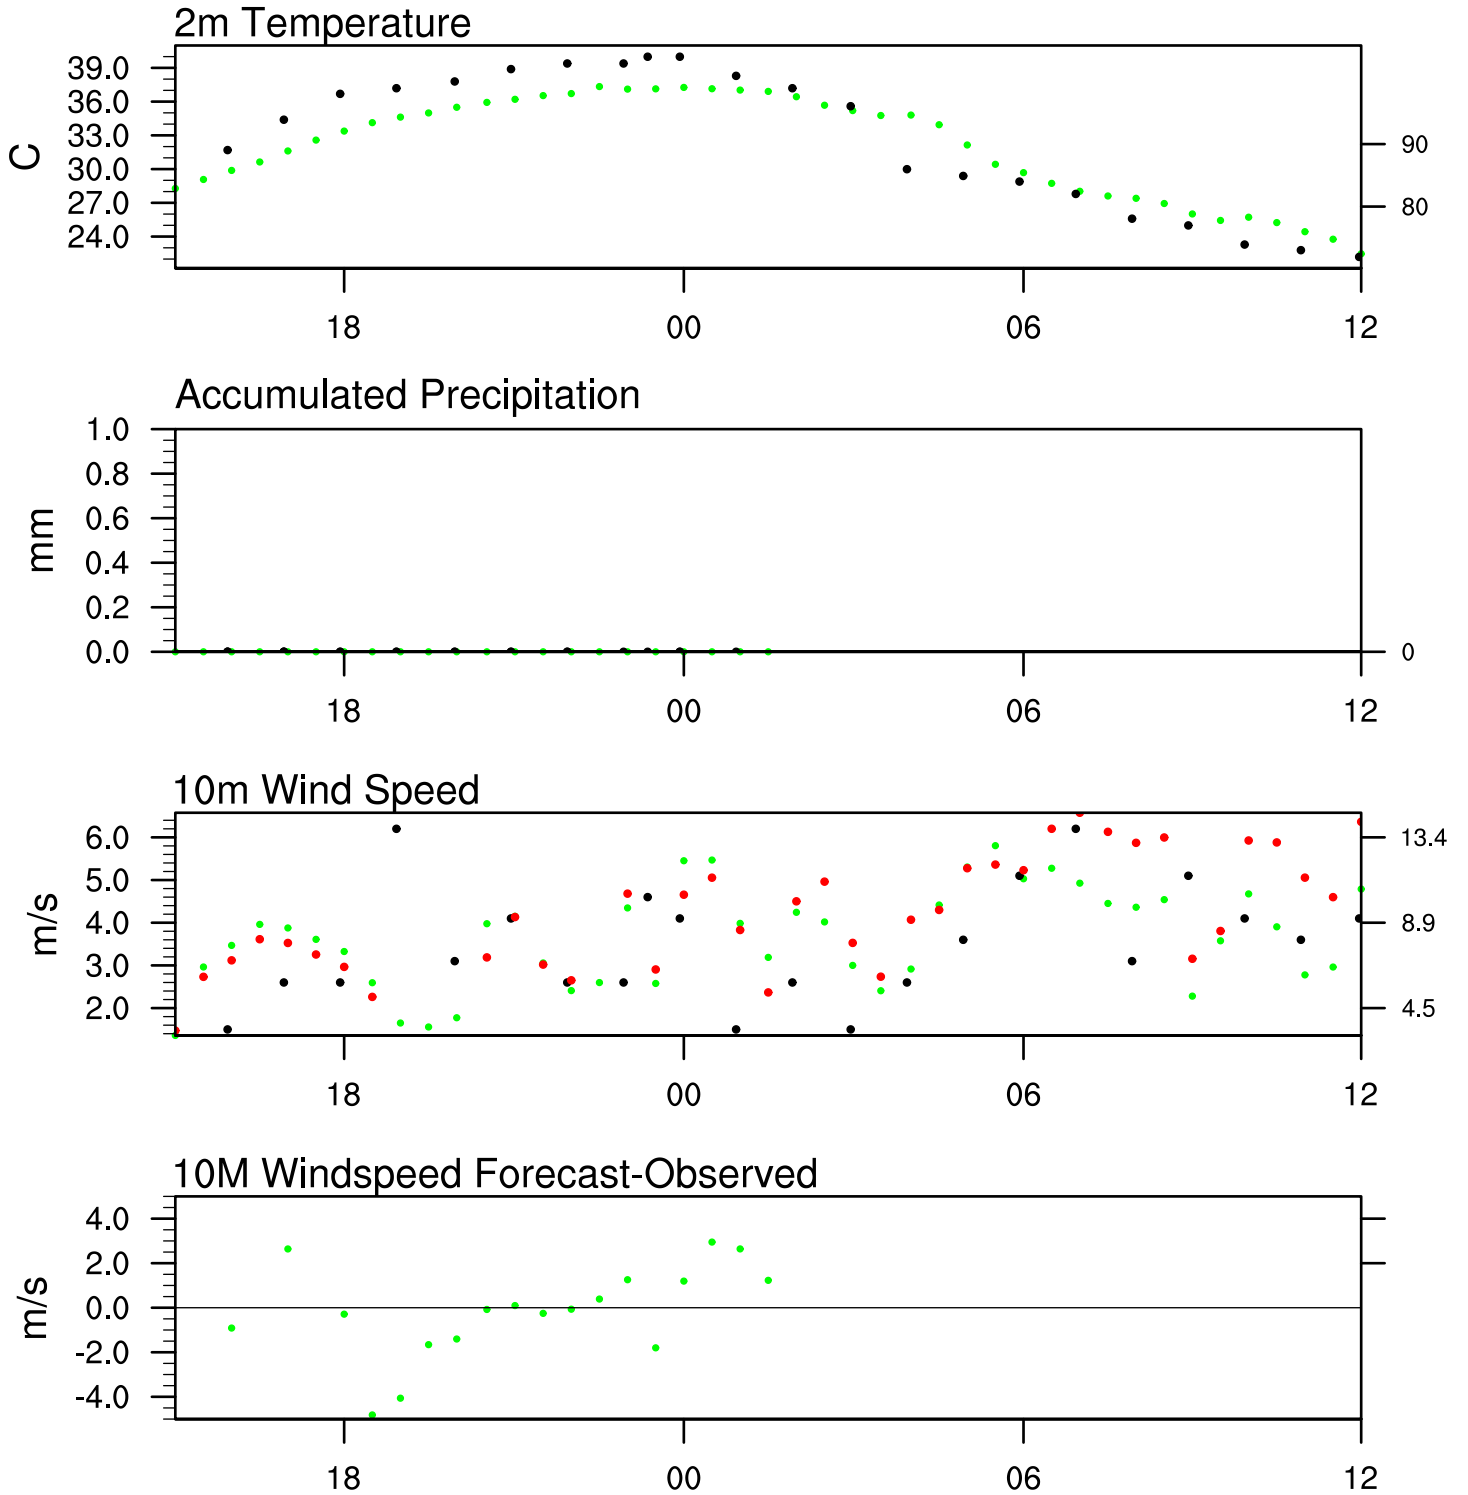 2m Temperature
39.0
36.0
33.0
30.0
27.0
24.0
C
90
80
18 00 06 12
Accumulated Precipitation
1.0
0.8
0.6
0.4
0.2
0.0
mm
0
18 00 06 12
10m Wind Speed
6.0
5.0
4.0
3.0
2.0
m/s
13.4
8.9
4.5
18 00 06 12
10M Windspeed Forecast-Observed
4.0
2.0
0.0
-2.0
-4.0
m/s
18 00 06 12